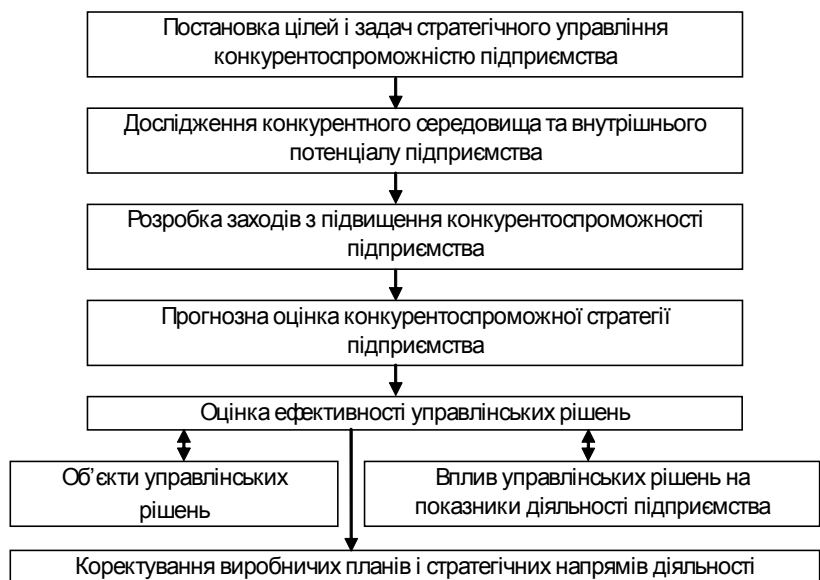 Постановка цілей і задач стратегічного управління
конкурентоспроможністю підприємства
Дослідження конкурентного середовища та внутрішнього
потенціалу підприємства
Розробка заходів з підвищення конкурентоспроможності
підприємства
Прогнозна оцінка конкурентоспроможної стратегії
підприємства
Оцінка ефективності управлінських рішень
Об’єкти управлінських
рішень
Вплив управлінських рішень на
показники діяльності підприємства
Коректування виробничих планів і стратегічних напрямів діяльності